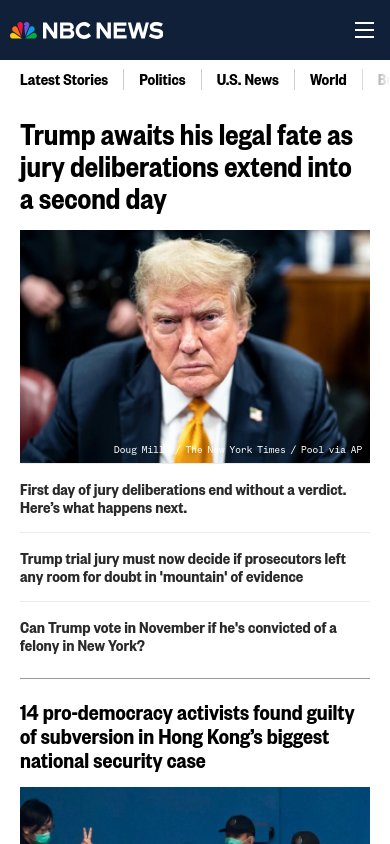 NBC NEWS
Latest Stories
Politics
U.S. News
World
Trump awaits his legal fate as
jury deliberations extend into
a second day
Doug Mills / The New York Times / Pool via AP
First day of jury deliberations end without a verdict.
Here’s what happens next.
Trump trial jury must now decide if prosecutors left
any room for doubt in 'mountain' of evidence
Can Trump vote in November if he's convicted of a
felony in New York?
14 pro-democracy activists found guilty
of subversion in Hong Kong’s biggest
national security case